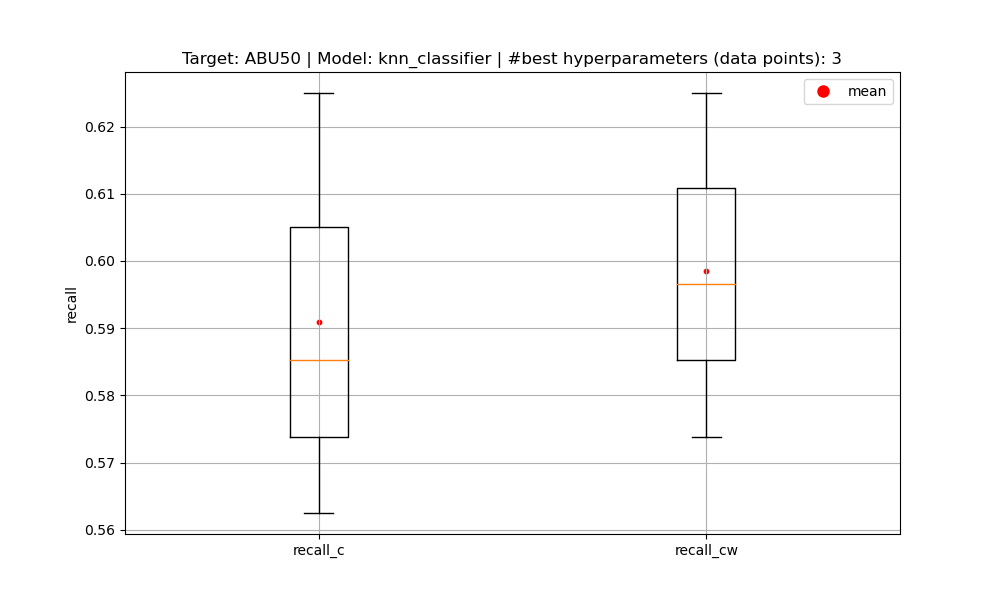 Target: ABU50 | Model: knn_classifier | #best hyperparameters (data points): 3
mean
0.62
0.61
0.60
0.59
0.58
0.57
0.56
recall
recall_c
recall_cw